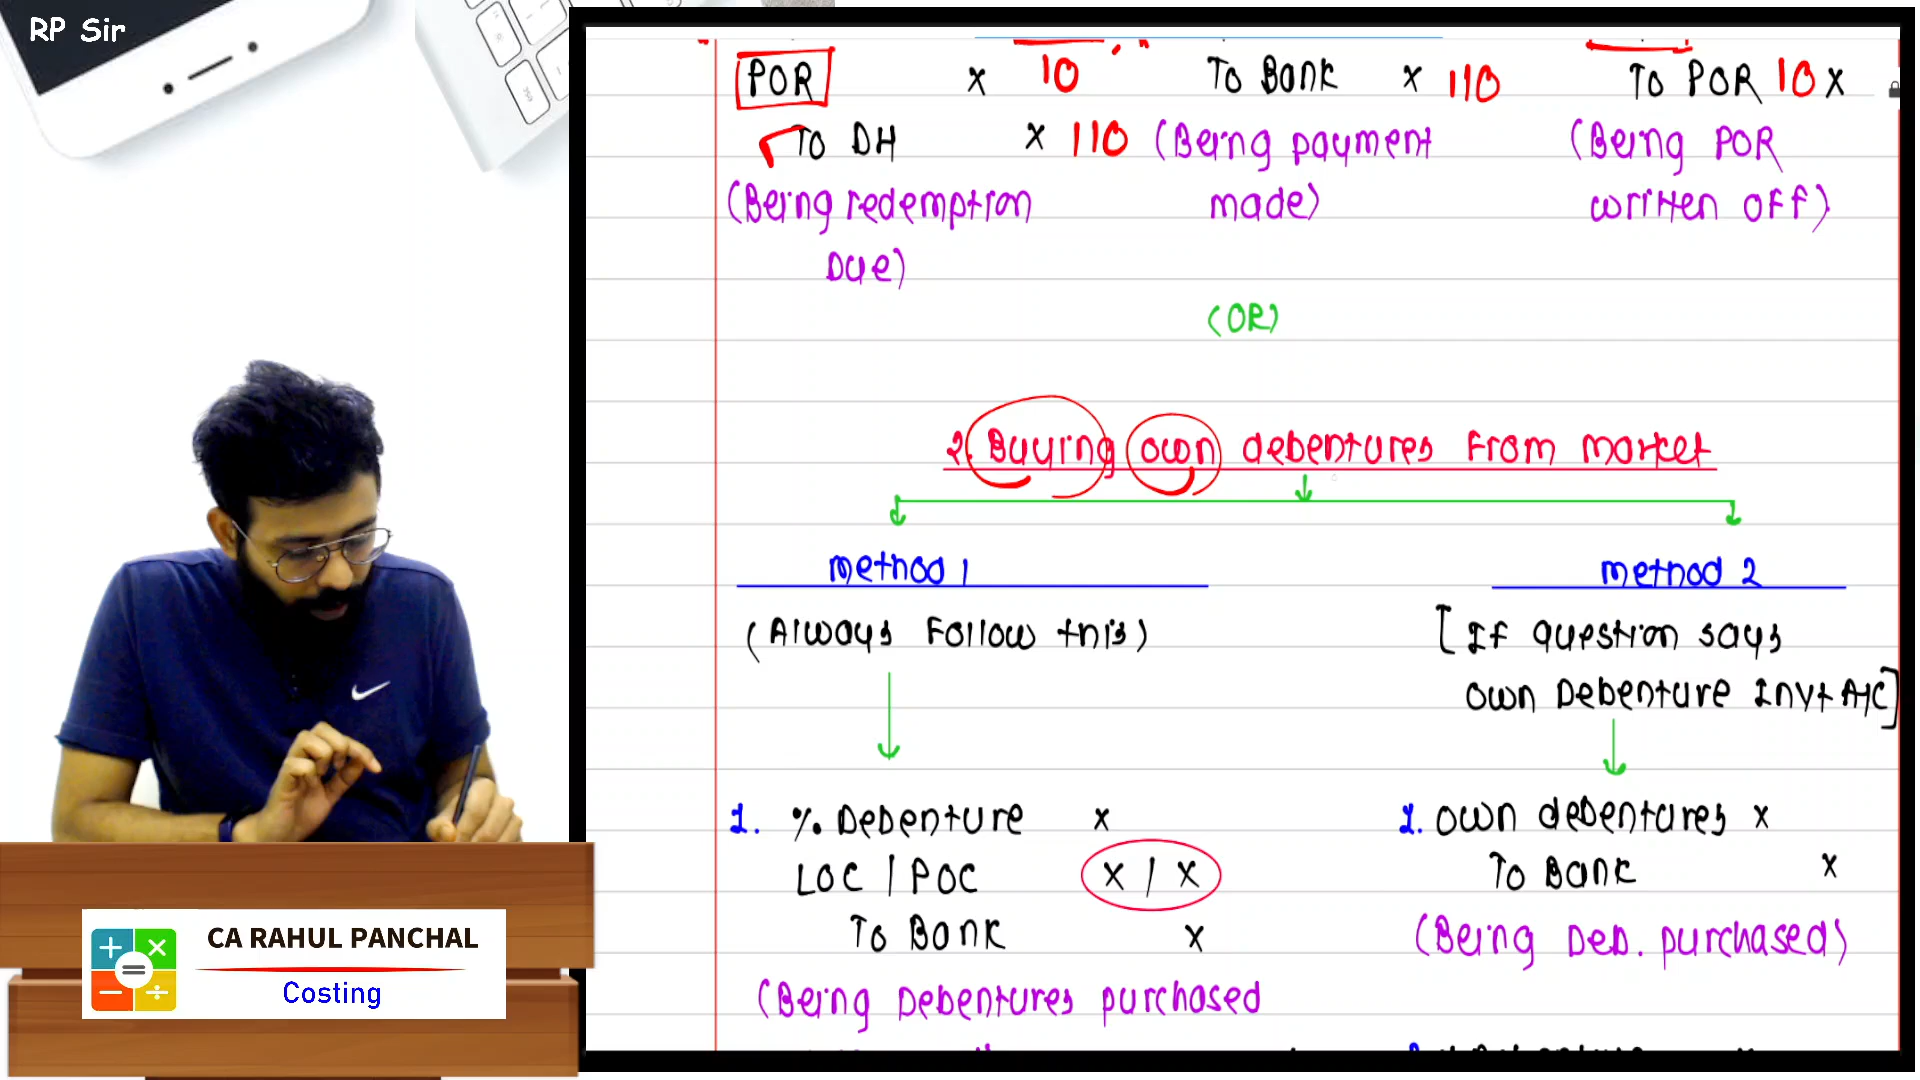 RP Sir
POR x 10 To Bank x 110 To POR 10 x
To DH x 110 (Being payment (Being POR
(Being redemption made) written off)
Due)
(OR)
2. Buying own debentures from market
method 1 method 2
(Always Follow this) [If question says
own Debenture Invt A/C]
1. % Debenture x 1. own debentures x
LOC / POC x / x To Bank x
To Bank x (Being Deb. purchased)
(Being Debentures purchased
CA RAHUL PANCHAL
Costing